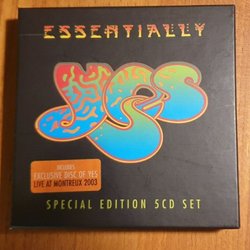 ESSENTIALLY
YES
INCLUDES
EXCLUSIVE DISC OF YES
LIVE AT MONTREUX 2003
SPECIAL EDITION 5CD SET